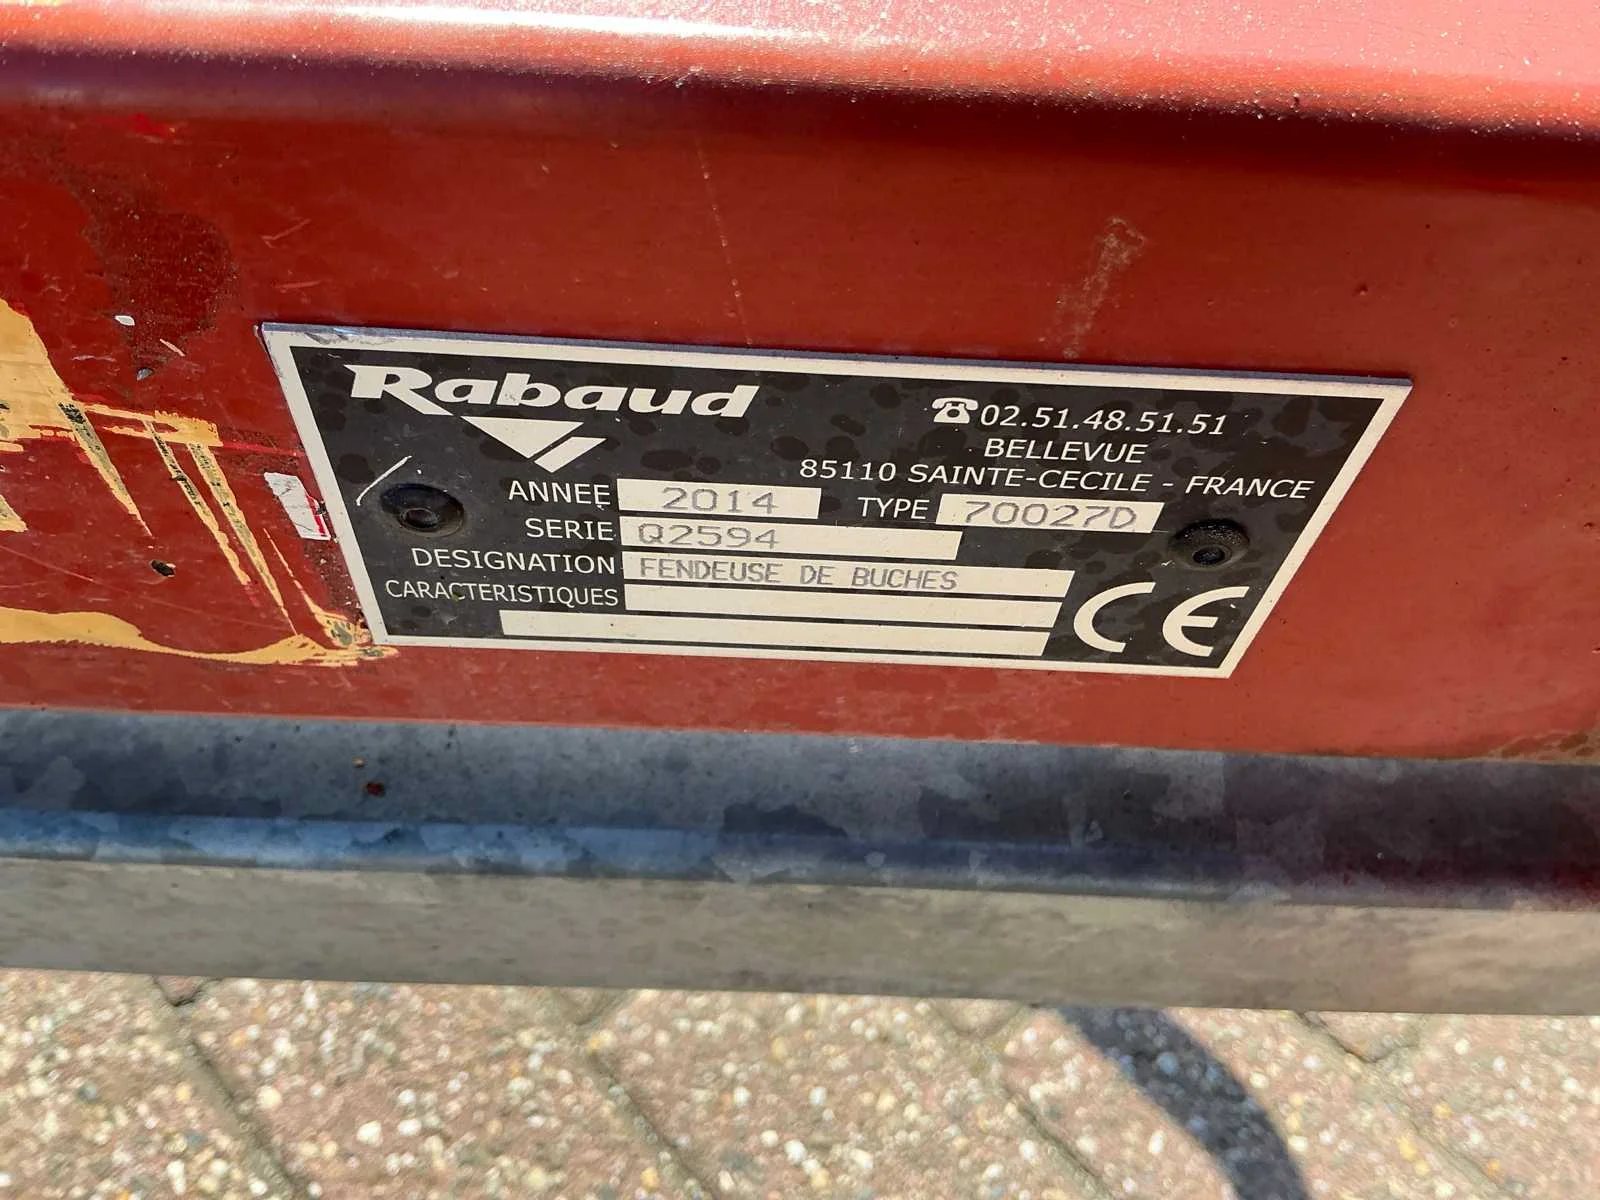 Rabaud
☎02.51.48.51.51
BELLEVUE
85110 SAINTE-CECILE - FRANCE
ANNEE 2014 TYPE 70027D
SERIE Q2594
DESIGNATION FENDEUSE DE BUCHES
CARACTERISTIQUES
CE